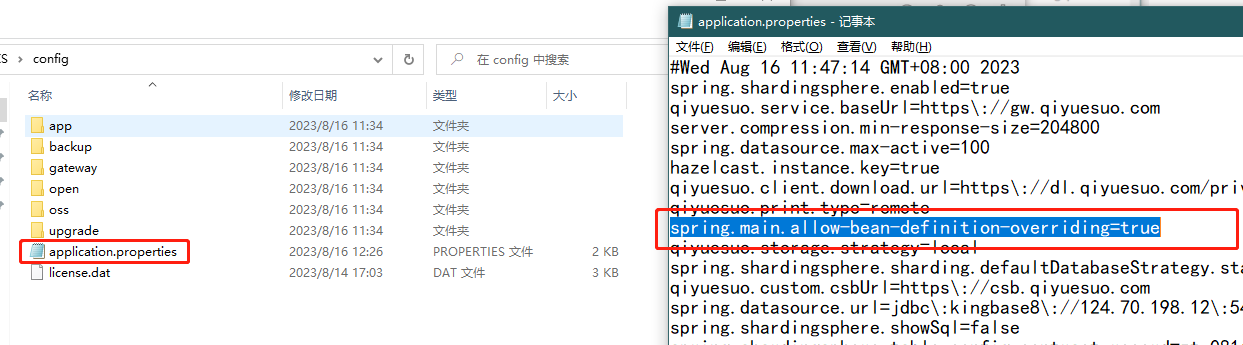 ES > config
在 config 中搜索
名称 修改日期 类型 大小
app 2023/8/16 11:34 文件夹
backup 2023/8/16 11:34 文件夹
gateway 2023/8/16 11:34 文件夹
open 2023/8/16 11:34 文件夹
oss 2023/8/16 11:34 文件夹
upgrade 2023/8/16 11:34 文件夹
application.properties 2023/8/16 12:26 PROPERTIES 文件 2 KB
license.dat 2023/8/14 17:03 DAT 文件 3 KB
application.properties - 记事本
文件(F) 编辑(E) 格式(O) 查看(V) 帮助(H)
#Wed Aug 16 11:47:14 GMT+08:00 2023
spring.shardingsphere.enabled=true
qiyuesuo.service.baseUrl=https\://gw.qiyuesuo.com
server.compression.min-response-size=204800
spring.datasource.max-active=100
hazelcast.instance.key=true
qiyuesuo.client.download.url=https\://dl.qiyuesuo.com/priv
qiyuesuo.print.type=remote
spring.main.allow-bean-definition-overriding=true
qiyuesuo.storage.strategy=local
spring.shardingsphere.sharding.defaultDatabaseStrategy.sta
qiyuesuo.custom.csbUrl=https\://csb.qiyuesuo.com
spring.datasource.url=jdbc\:kingbase8\://124.70.198.12\:54
spring.shardingsphere.showSql=false